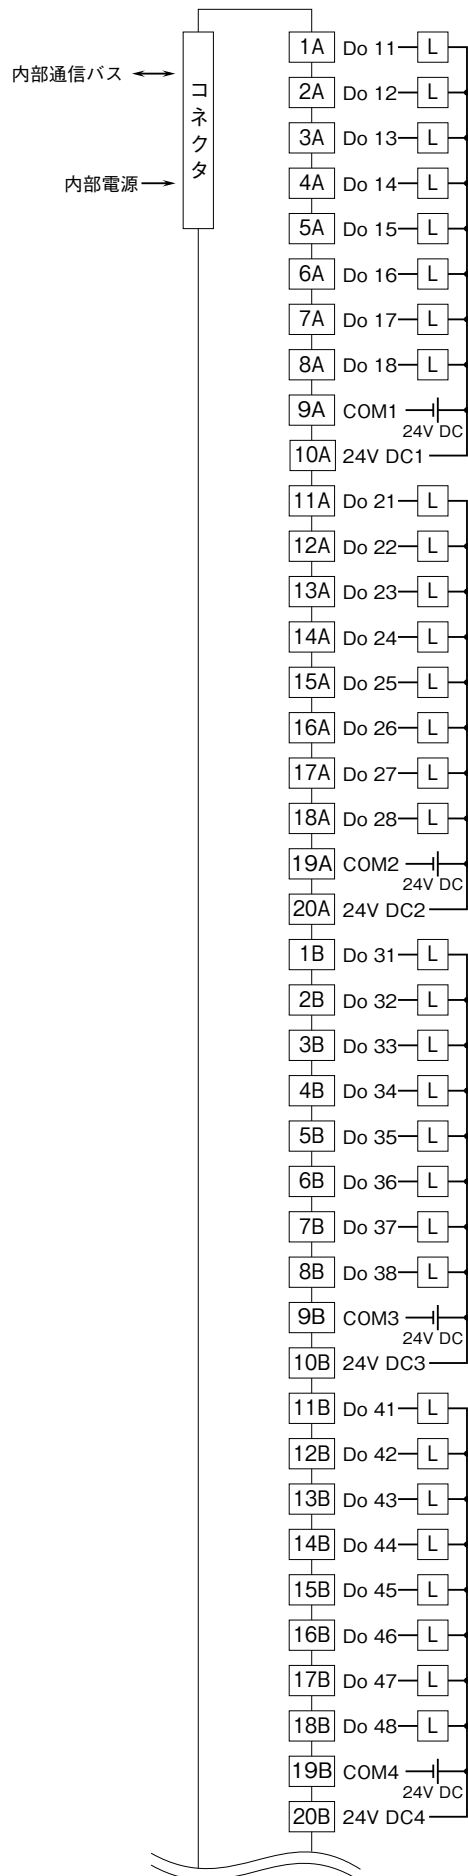 内部通信バス
コネクタ
内部電源
1A Do 11 L
2A Do 12 L
3A Do 13 L
4A Do 14 L
5A Do 15 L
6A Do 16 L
7A Do 17 L
8A Do 18 L
9A COM1
24V DC
10A 24V DC1
11A Do 21 L
12A Do 22 L
13A Do 23 L
14A Do 24 L
15A Do 25 L
16A Do 26 L
17A Do 27 L
18A Do 28 L
19A COM2
24V DC
20A 24V DC2
1B Do 31 L
2B Do 32 L
3B Do 33 L
4B Do 34 L
5B Do 35 L
6B Do 36 L
7B Do 37 L
8B Do 38 L
9B COM3
24V DC
10B 24V DC3
11B Do 41 L
12B Do 42 L
13B Do 43 L
14B Do 44 L
15B Do 45 L
16B Do 46 L
17B Do 47 L
18B Do 48 L
19B COM4
24V DC
20B 24V DC4